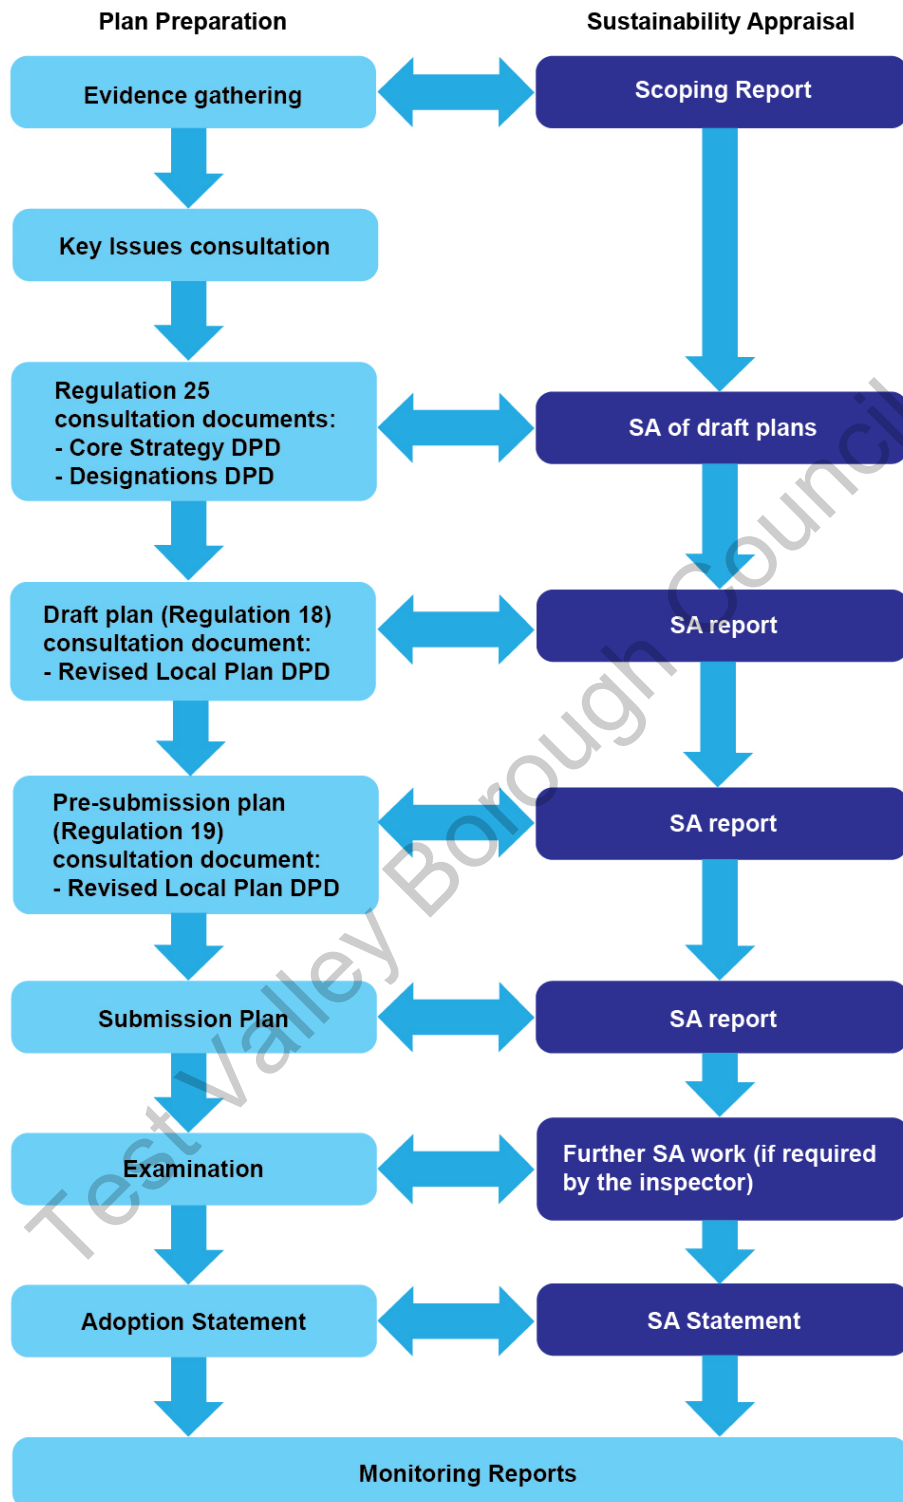 Plan Preparation
Sustainability Appraisal
Evidence gathering
Scoping Report
Key Issues consultation
Regulation 25
consultation documents:
- Core Strategy DPD
- Designations DPD
SA of draft plans
Draft plan (Regulation 18)
consultation document:
- Revised Local Plan DPD
SA report
Pre-submission plan
(Regulation 19)
consultation document:
- Revised Local Plan DPD
SA report
Submission Plan
SA report
Examination
Further SA work (if required
by the inspector)
Adoption Statement
SA Statement
Monitoring Reports
Test Valley Borough Council